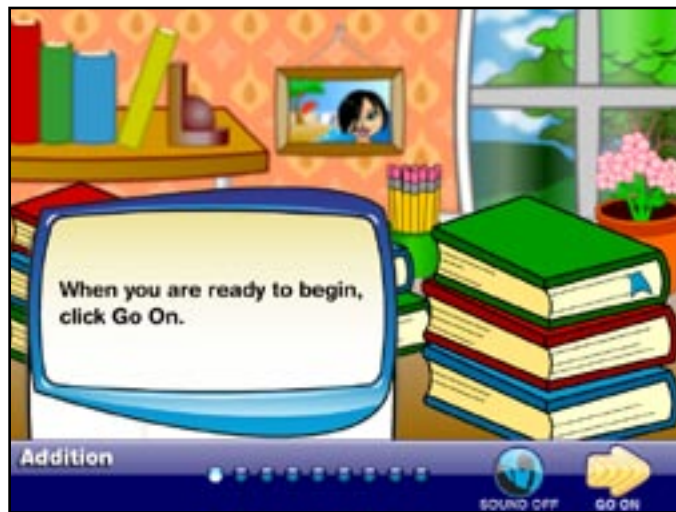 When you are ready to begin,
click Go On.
Addition
SOUND OFF
GO ON